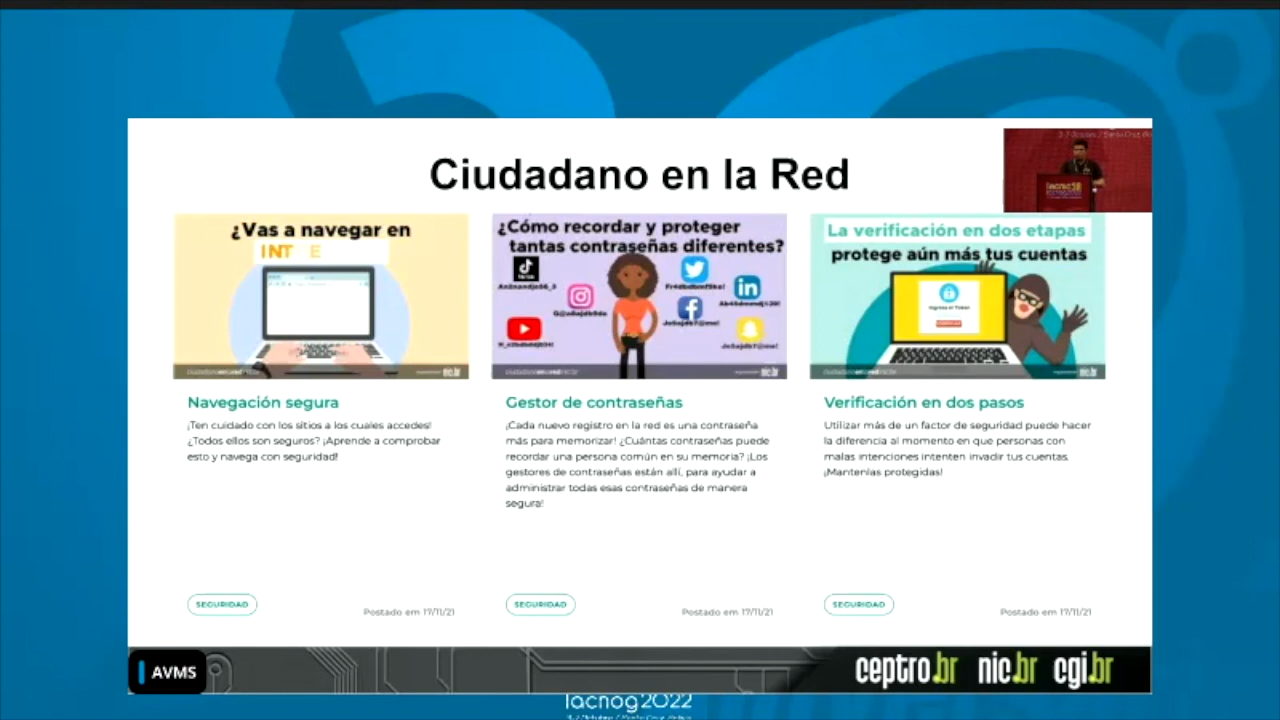 Ciudadano en la Red
¿Vas a navegar en
INT E
¿Cómo recordar y proteger
tantas contraseñas diferentes?
La verificación en dos etapas
protege aún más tus cuentas
nic.br
nic.br
nic.br
Navegación segura
¡Ten cuidado con los sitios a los cuales accedes!
¿Todos ellos son seguros? ¡Aprende a comprobar
esto y navega con seguridad!
Gestor de contraseñas
¡Cada nuevo registro en la red es una contraseña
más para memorizar! ¿Cuántas contraseñas puede
recordar una persona común en su memoria? ¡Los
gestores de contraseñas están allí, para ayudar a
administrar todas esas contraseñas de manera
segura!
Verificación en dos pasos
Utilizar más de un factor de seguridad puede hacer
la diferencia al momento en que personas con
malas intenciones intenten invadir tus cuentas.
¡Mantenlas protegidas!
SEGURIDAD
Postado em 17/11/21
SEGURIDAD
Postado em 17/11/21
SEGURIDAD
Postado em 17/11/21
AVMS
ceptro.br nic.br cgi.br
lacnog2022